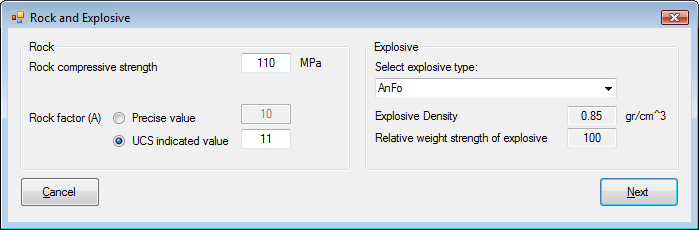 Rock and Explosive
Rock
Rock compressive strength 110 MPa
Rock factor (A) Precise value 10
UCS indicated value 11
Explosive
Select explosive type:
AnFo
Explosive Density 0.85 gr/cm^3
Relative weight strength of explosive 100
Cancel
Next